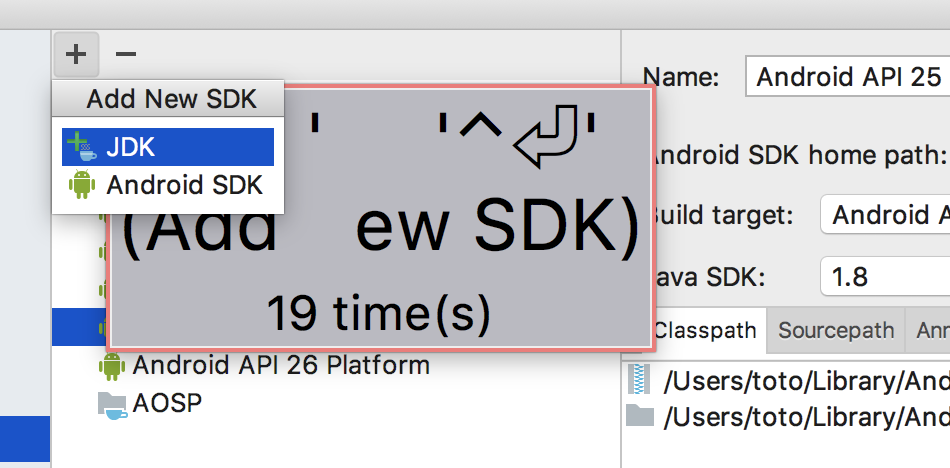 Add New SDK
JDK
Android SDK
' '^⏎'
(Add ew SDK)
19 time(s)
Android API 26 Platform
AOSP
Name: Android API 25
Android SDK home path:
Build target: Android A
Java SDK: 1.8
Classpath Sourcepath Ann
/Users/toto/Library/And
/Users/toto/Library/And